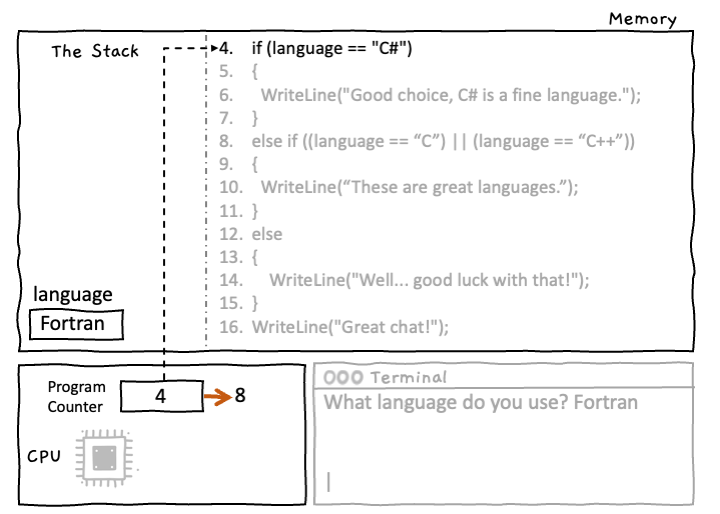 Memory
The Stack
4. if (language == "C#")
5. {
6. WriteLine("Good choice, C# is a fine language.");
7. }
8. else if ((language == “C”) || (language == “C++”))
9. {
10. WriteLine(“These are great languages.”);
11. }
12. else
13. {
14. WriteLine("Well... good luck with that!");
15. }
16. WriteLine("Great chat!");
language
Fortran
Program
Counter
4
8
CPU
Terminal
What language do you use? Fortran